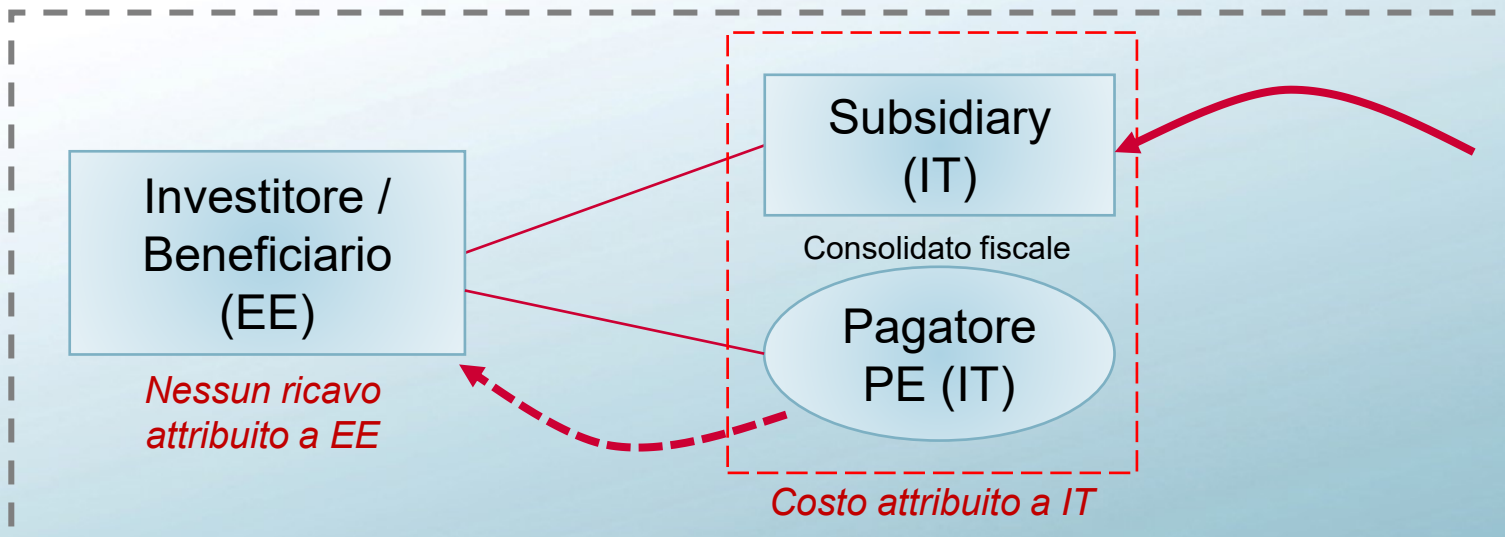 Investitore /
Beneficiario
(EE)
Nessun ricavo
attribuito a EE
Subsidiary
(IT)
Consolidato fiscale
Pagatore
PE (IT)
Costo attribuito a IT